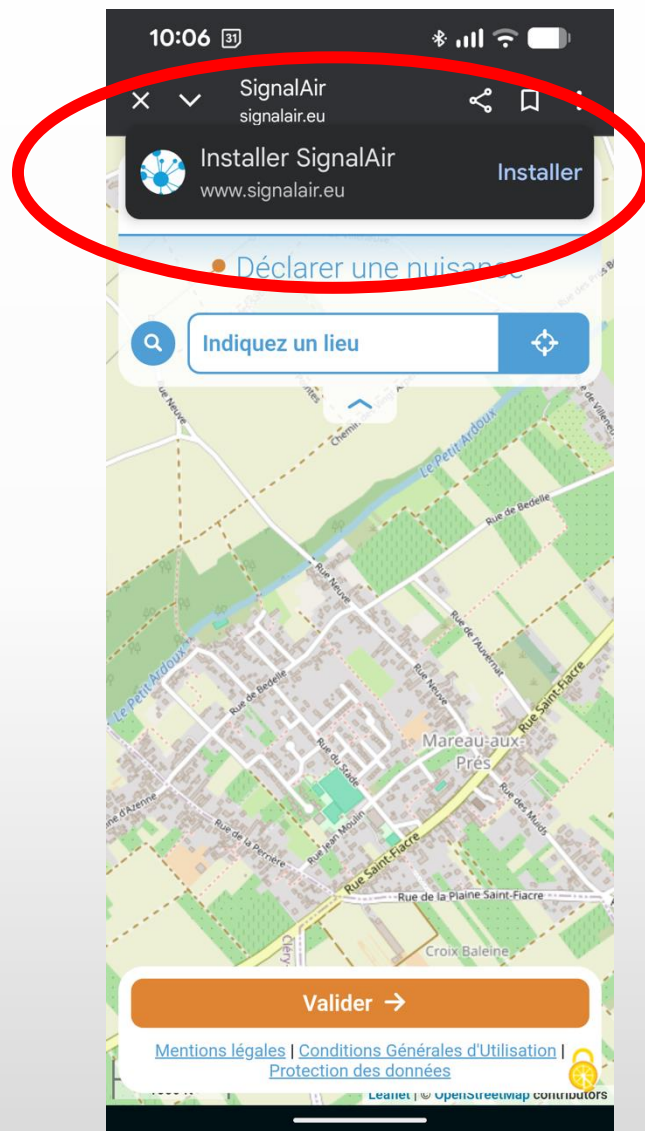 10:06 31
SignalAir
signalair.eu
Installer SignalAir
www.signalair.eu
Installer
Déclarer une nuisance
Indiquez un lieu
Rue Neuve
Le Petit Ardoux
Rue de Bedelle
Rue Neuve
Rue de l'Auvernat
Le Petit Ardoux
Rue de Bedelle
Rue Neuve
Rue Saint-Fiacre
Mareau-aux-
Prés
Rue du Stade
Rue des Muids
Rue de la Perrière
Rue Jean Moulin
Rue Saint-Fiacre
Rue de la Plaine Saint-Fiacre
Croix Baleine
Valider →
Mentions légales | Conditions Générales d'Utilisation |
Protection des données
Leaflet | © OpenStreetMap contributors